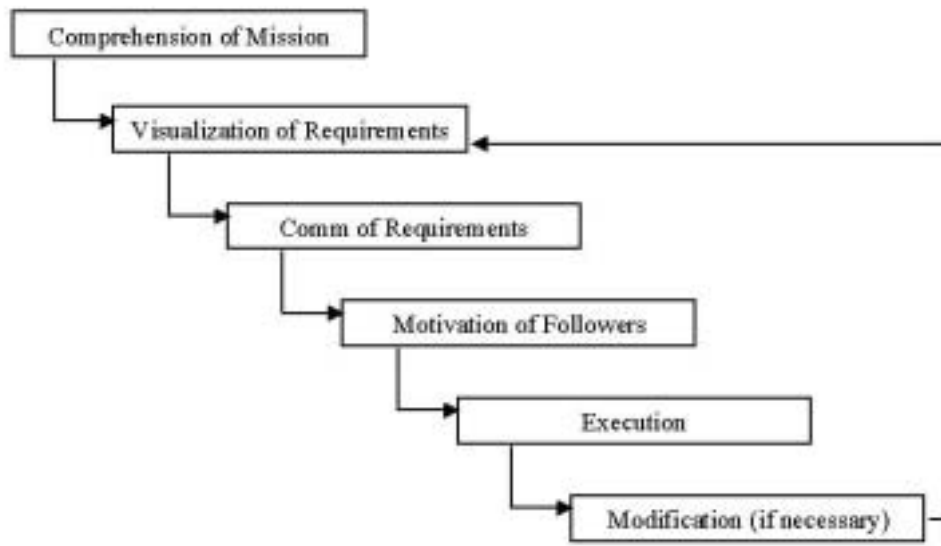 Comprehension of Mission
Visualization of Requirements
Comm of Requirements
Motivation of Followers
Execution
Modification (if necessary)